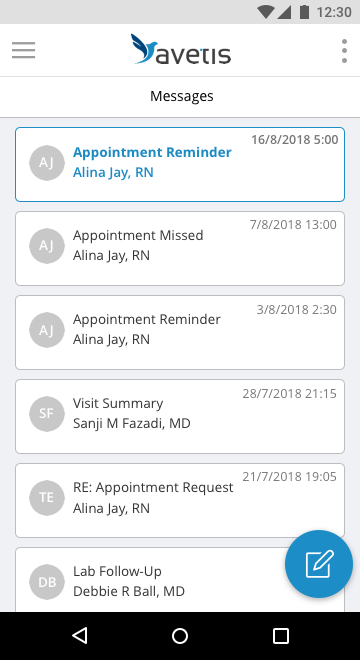 12:30
avetis
Messages
16/8/2018 5:00
AJ
Appointment Reminder
Alina Jay, RN
7/8/2018 13:00
AJ
Appointment Missed
Alina Jay, RN
3/8/2018 2:30
AJ
Appointment Reminder
Alina Jay, RN
28/7/2018 21:15
SF
Visit Summary
Sanji M Fazadi, MD
21/7/2018 19:05
TE
RE: Appointment Request
Alina Jay, RN
DB
Lab Follow-Up
Debbie R Ball, MD